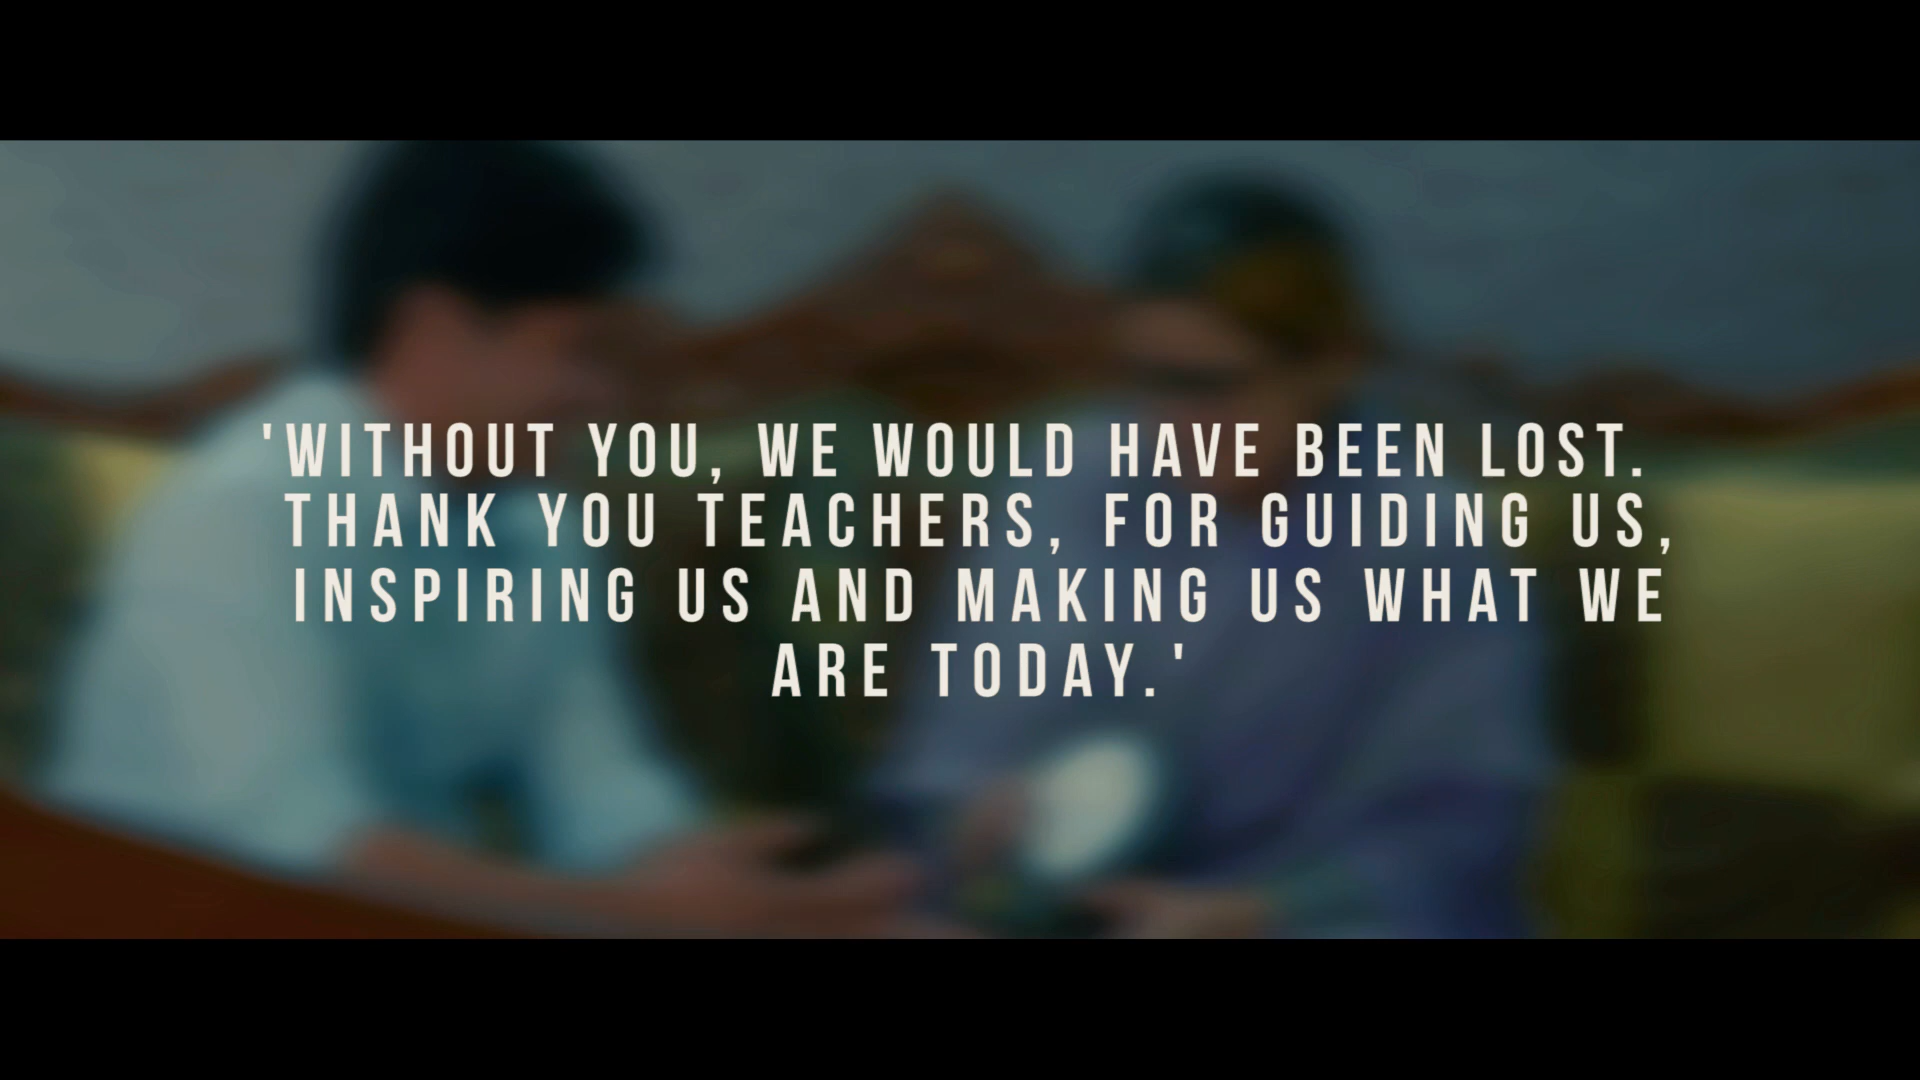 'WITHOUT YOU, WE WOULD HAVE BEEN LOST.
THANK YOU TEACHERS, FOR GUIDING US,
INSPIRING US AND MAKING US WHAT WE
ARE TODAY.'